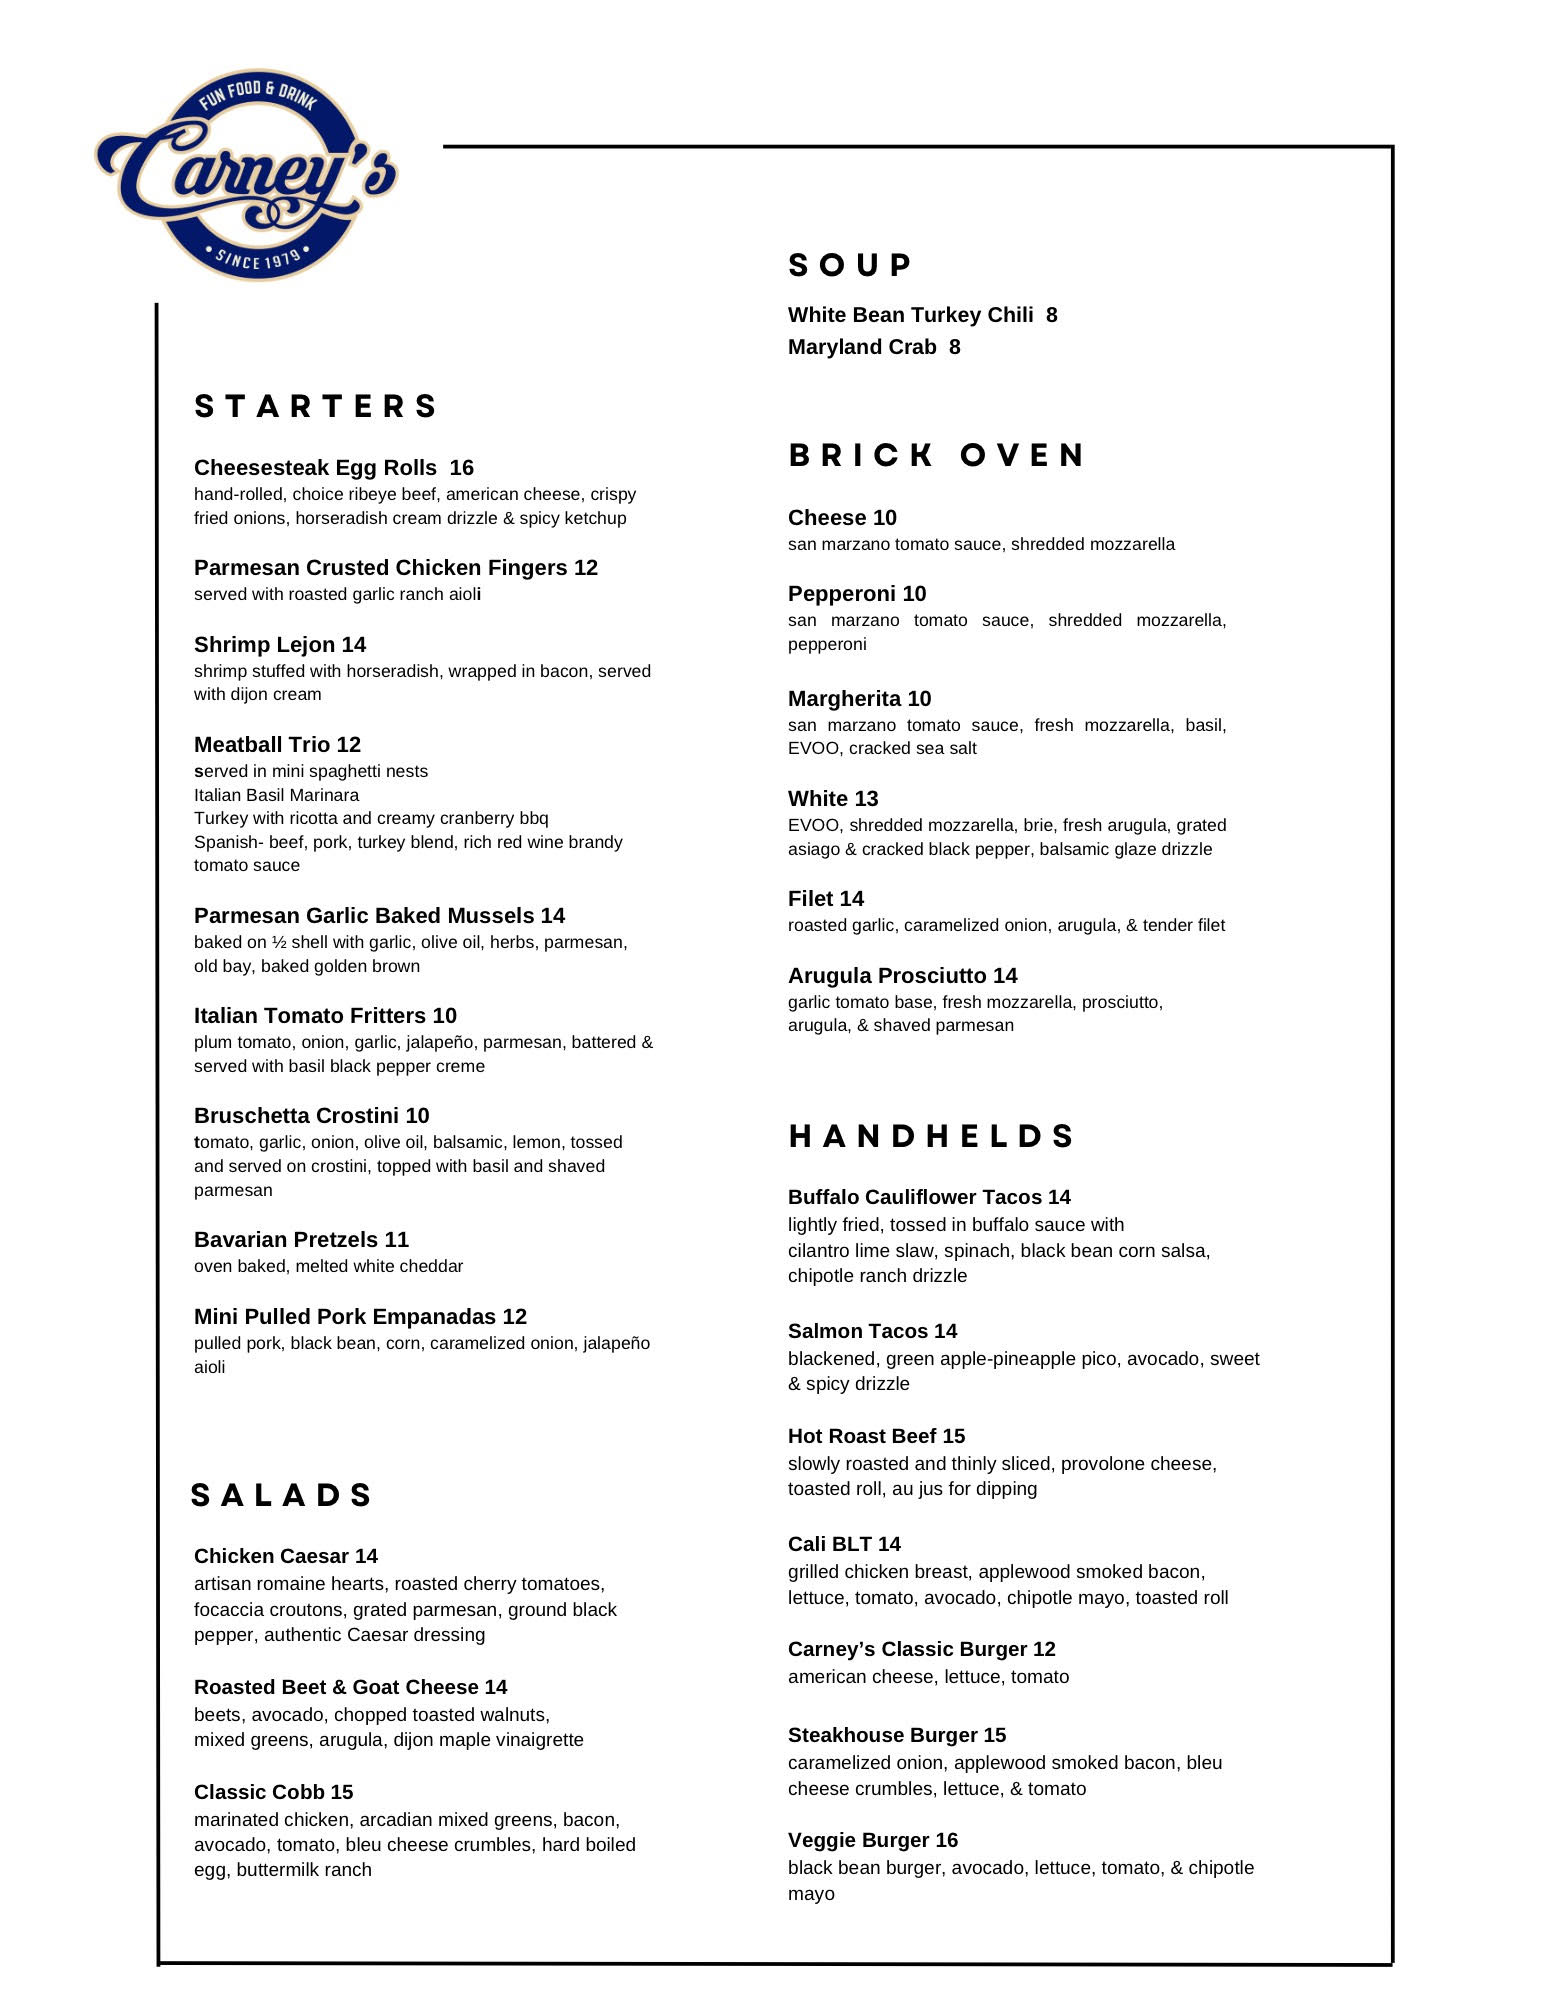 FUN FOOD & DRINK
Carney's
• SINCE 1979 •
STARTERS
Cheesesteak Egg Rolls  16
hand-rolled, choice ribeye beef, american cheese, crispy
fried onions, horseradish cream drizzle & spicy ketchup
Parmesan Crusted Chicken Fingers 12
served with roasted garlic ranch aioli
Shrimp Lejon 14
shrimp stuffed with horseradish, wrapped in bacon, served
with dijon cream
Meatball Trio 12
served in mini spaghetti nests
Italian Basil Marinara
Turkey with ricotta and creamy cranberry bbq
Spanish- beef, pork, turkey blend, rich red wine brandy
tomato sauce
Parmesan Garlic Baked Mussels 14
baked on ½ shell with garlic, olive oil, herbs, parmesan,
old bay, baked golden brown
Italian Tomato Fritters 10
plum tomato, onion, garlic, jalapeño, parmesan, battered &
served with basil black pepper creme
Bruschetta Crostini 10
tomato, garlic, onion, olive oil, balsamic, lemon, tossed
and served on crostini, topped with basil and shaved
parmesan
Bavarian Pretzels 11
oven baked, melted white cheddar
Mini Pulled Pork Empanadas 12
pulled pork, black bean, corn, caramelized onion, jalapeño
aioli
SALADS
Chicken Caesar 14
artisan romaine hearts, roasted cherry tomatoes,
focaccia croutons, grated parmesan, ground black
pepper, authentic Caesar dressing
Roasted Beet & Goat Cheese 14
beets, avocado, chopped toasted walnuts,
mixed greens, arugula, dijon maple vinaigrette
Classic Cobb 15
marinated chicken, arcadian mixed greens, bacon,
avocado, tomato, bleu cheese crumbles, hard boiled
egg, buttermilk ranch
SOUP
White Bean Turkey Chili  8
Maryland Crab  8
BRICK OVEN
Cheese 10
san marzano tomato sauce, shredded mozzarella
Pepperoni 10
san marzano tomato sauce, shredded mozzarella,
pepperoni
Margherita 10
san marzano tomato sauce, fresh mozzarella, basil,
EVOO, cracked sea salt
White 13
EVOO, shredded mozzarella, brie, fresh arugula, grated
asiago & cracked black pepper, balsamic glaze drizzle
Filet 14
roasted garlic, caramelized onion, arugula, & tender filet
Arugula Prosciutto 14
garlic tomato base, fresh mozzarella, prosciutto,
arugula, & shaved parmesan
HANDHELDS
Buffalo Cauliflower Tacos 14
lightly fried, tossed in buffalo sauce with
cilantro lime slaw, spinach, black bean corn salsa,
chipotle ranch drizzle
Salmon Tacos 14
blackened, green apple-pineapple pico, avocado, sweet
& spicy drizzle
Hot Roast Beef 15
slowly roasted and thinly sliced, provolone cheese,
toasted roll, au jus for dipping
Cali BLT 14
grilled chicken breast, applewood smoked bacon,
lettuce, tomato, avocado, chipotle mayo, toasted roll
Carney’s Classic Burger 12
american cheese, lettuce, tomato
Steakhouse Burger 15
caramelized onion, applewood smoked bacon, bleu
cheese crumbles, lettuce, & tomato
Veggie Burger 16
black bean burger, avocado, lettuce, tomato, & chipotle
mayo